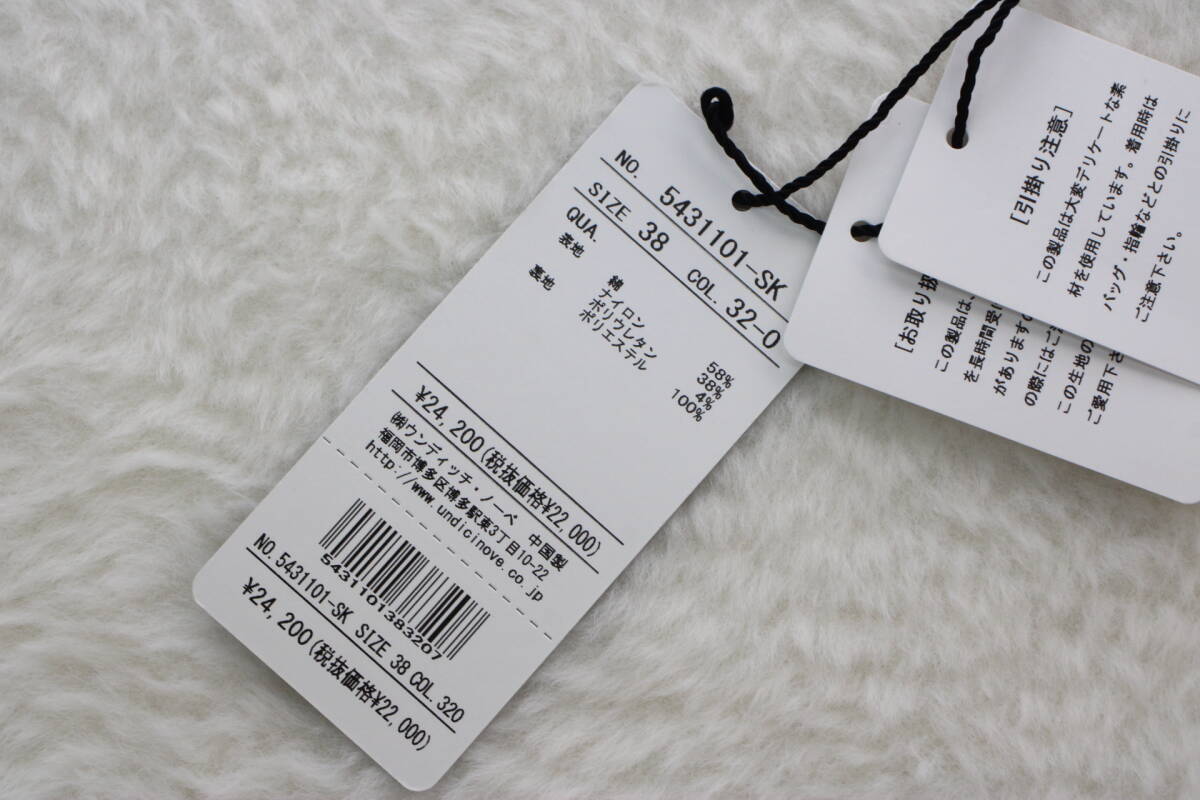 NO. 5431101-SK
SIZE 38 COL. 32-0
QUA.
表地 綿 58%
ナイロン 38%
ポリウレタン 4%
裏地 ポリエステル 100%
¥24,200(税抜価格¥22,000)
㈱ウンディッチ・ノーベ 中国製
福岡市博多区博多駅東3丁目10-22
http://www.undicinove.co.jp
5431101383207
NO.5431101-SK SIZE 38 COL.320
¥24,200(税抜価格¥22,000)
[お取り扱
この製品は、
を長時間受
がありますの
の際にはご注
この生地の
ご愛用下さ
[引掛り注意]
この製品は大変デリケートな素
材を使用しています。着用時は
バッグ・指輪などとの引掛りに
ご注意下さい。